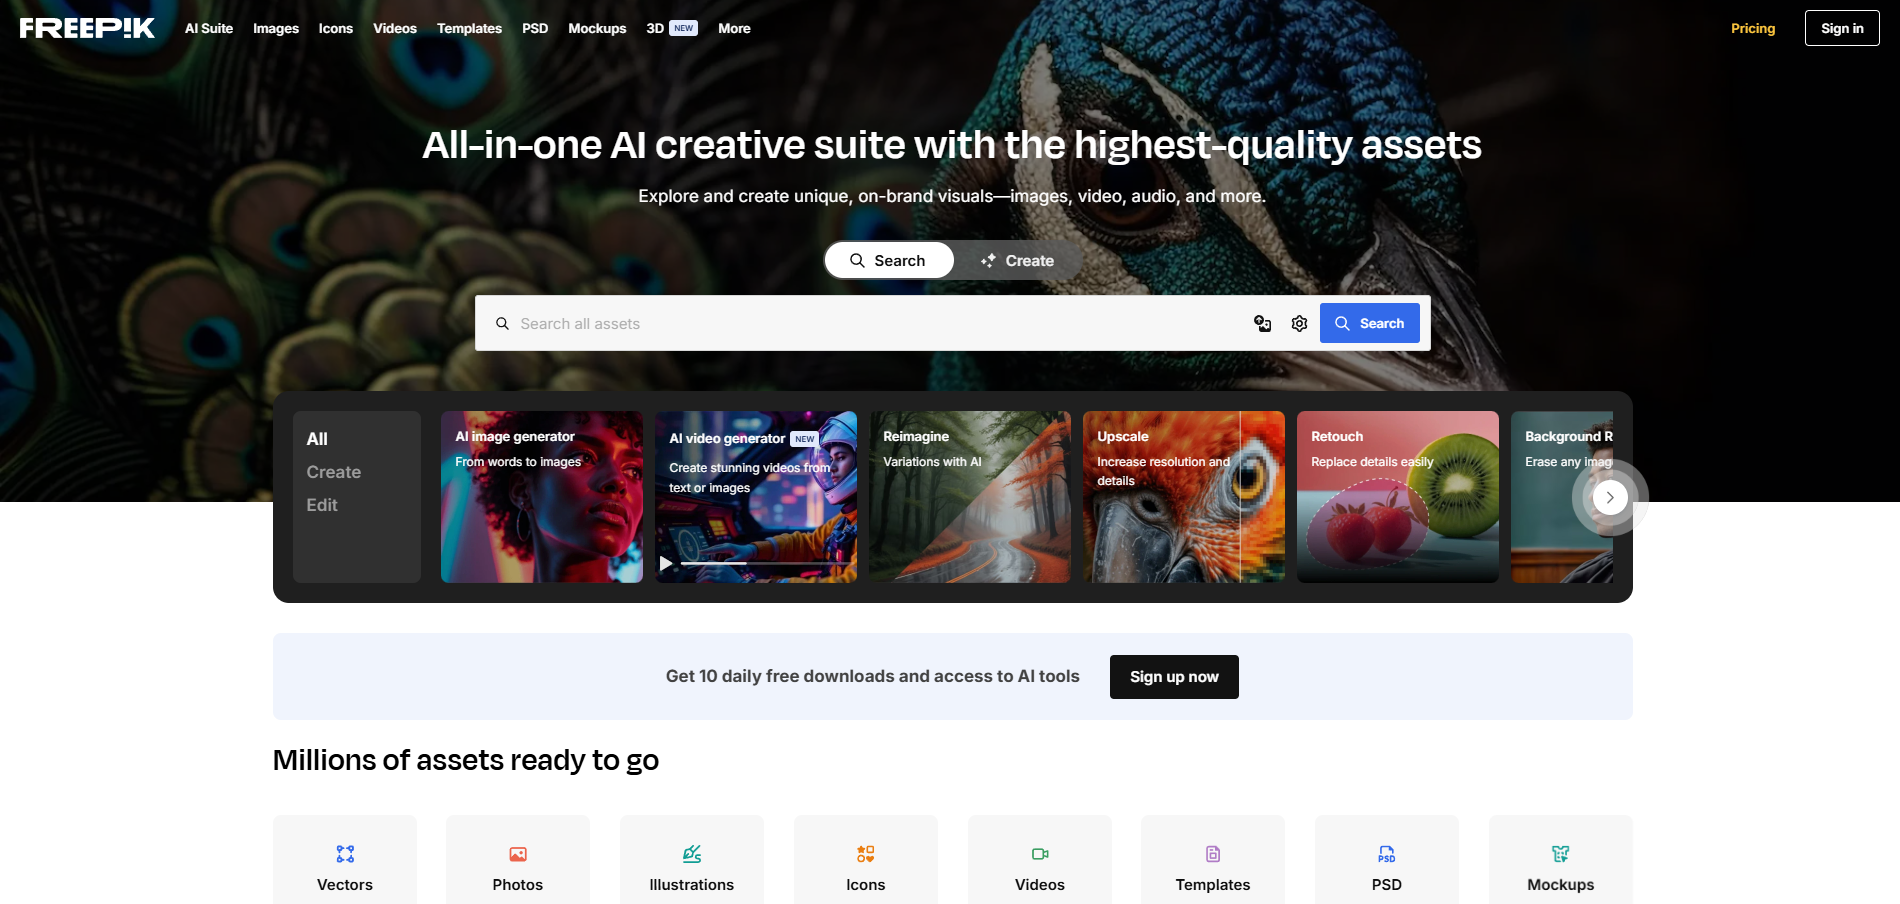 FREEP!K
AI Suite
Images
Icons
Videos
Templates
PSD
Mockups
3D NEW
More
Pricing
Sign in
All-in-one AI creative suite with the highest-quality assets
Explore and create unique, on-brand visuals—images, video, audio, and more.
Search
Create
Search all assets
Search
All
Create
Edit
AI image generator
From words to images
AI video generator NEW
Create stunning videos from
text or images
Reimagine
Variations with AI
Upscale
Increase resolution and
details
Retouch
Replace details easily
Background R
Erase any imag
Get 10 daily free downloads and access to AI tools
Sign up now
Millions of assets ready to go
Vectors
Photos
Illustrations
Icons
Videos
Templates
PSD
PSD
Mockups